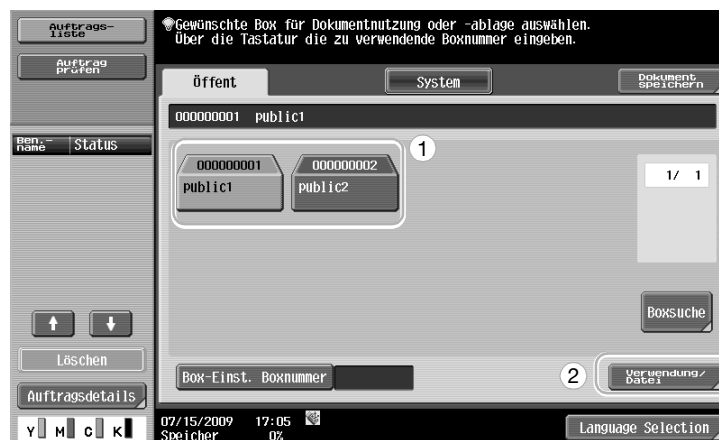 Auftrags-
liste
Auftrag
prüfen
Gewünschte Box für Dokumentnutzung oder -ablage auswählen.
Über die Tastatur die zu verwendende Boxnummer eingeben.
Öffent
System
Dokument
speichern
000000001 public1
Ben.-
name Status
1
000000001
public1
000000002
public2
1/ 1
Boxsuche
Löschen
Auftragsdetails
Box-Einst. Boxnummer
2
Verwendung/
Datei
Y M C K
07/15/2009 17:05
Speicher 0%
Language Selection